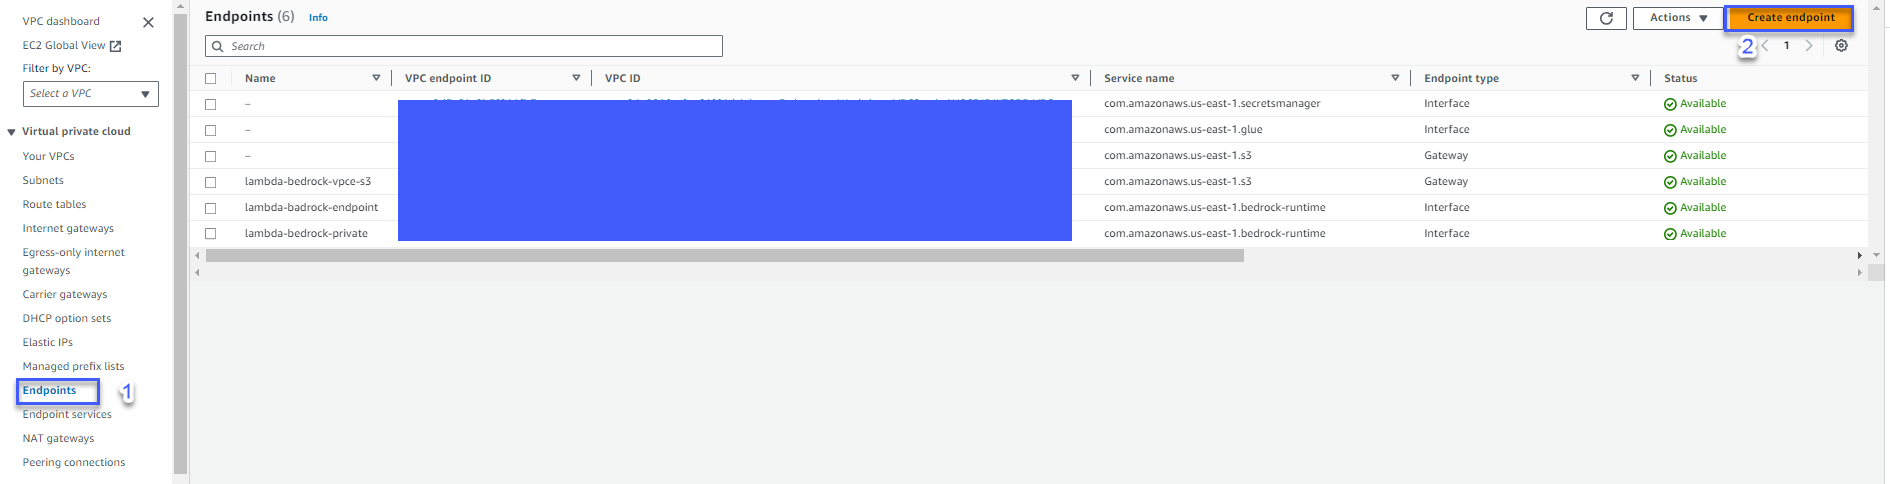 VPC dashboard
EC2 Global View
Filter by VPC:
Select a VPC
Virtual private cloud
Your VPCs
Subnets
Route tables
Internet gateways
Egress-only internet
gateways
Carrier gateways
DHCP option sets
Elastic IPs
Managed prefix lists
Endpoints 1
Endpoint services
NAT gateways
Peering connections
Endpoints (6) Info
Actions Create endpoint
Search
2 1
Name VPC endpoint ID VPC ID Service name Endpoint type Status
– com.amazonaws.us-east-1.secretsmanager Interface Available
– com.amazonaws.us-east-1.glue Interface Available
– com.amazonaws.us-east-1.s3 Gateway Available
lambda-bedrock-vpce-s3 com.amazonaws.us-east-1.s3 Gateway Available
lambda-badrock-endpoint com.amazonaws.us-east-1.bedrock-runtime Interface Available
lambda-bedrock-private com.amazonaws.us-east-1.bedrock-runtime Interface Available